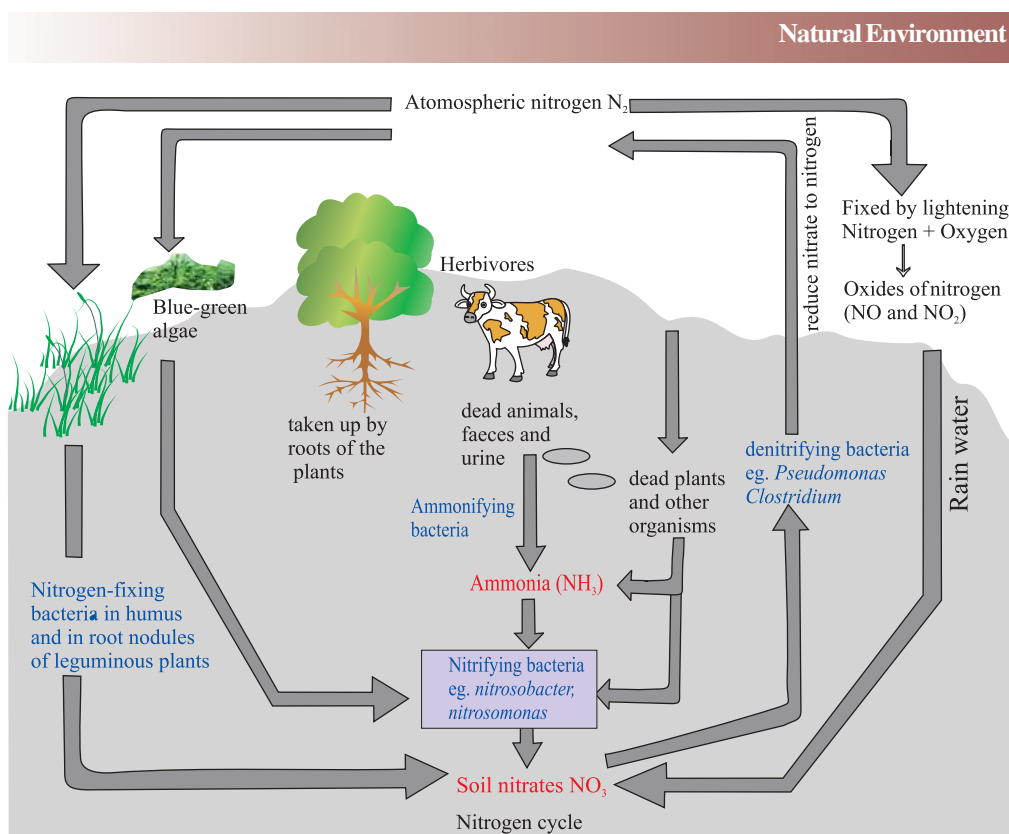 Natural Environment
Atomospheric nitrogen N₂
reduce nitrate to nitrogen
Fixed by lightening
Nitrogen + Oxygen
Oxides of nitrogen
(NO and NO₂)
Herbivores
Blue-green
algae
taken up by
roots of the
plants
dead animals,
faeces and
urine
dead plants
and other
organisms
denitrifying bacteria
eg. Pseudomonas
Clostridium
Rain water
Ammonifying
bacteria
Ammonia (NH₃)
Nitrogen-fixing
bacteria in humus
and in root nodules
of leguminous plants
Nitrifying bacteria
eg. nitrosobacter,
nitrosomonas
Soil nitrates NO₃
Nitrogen cycle